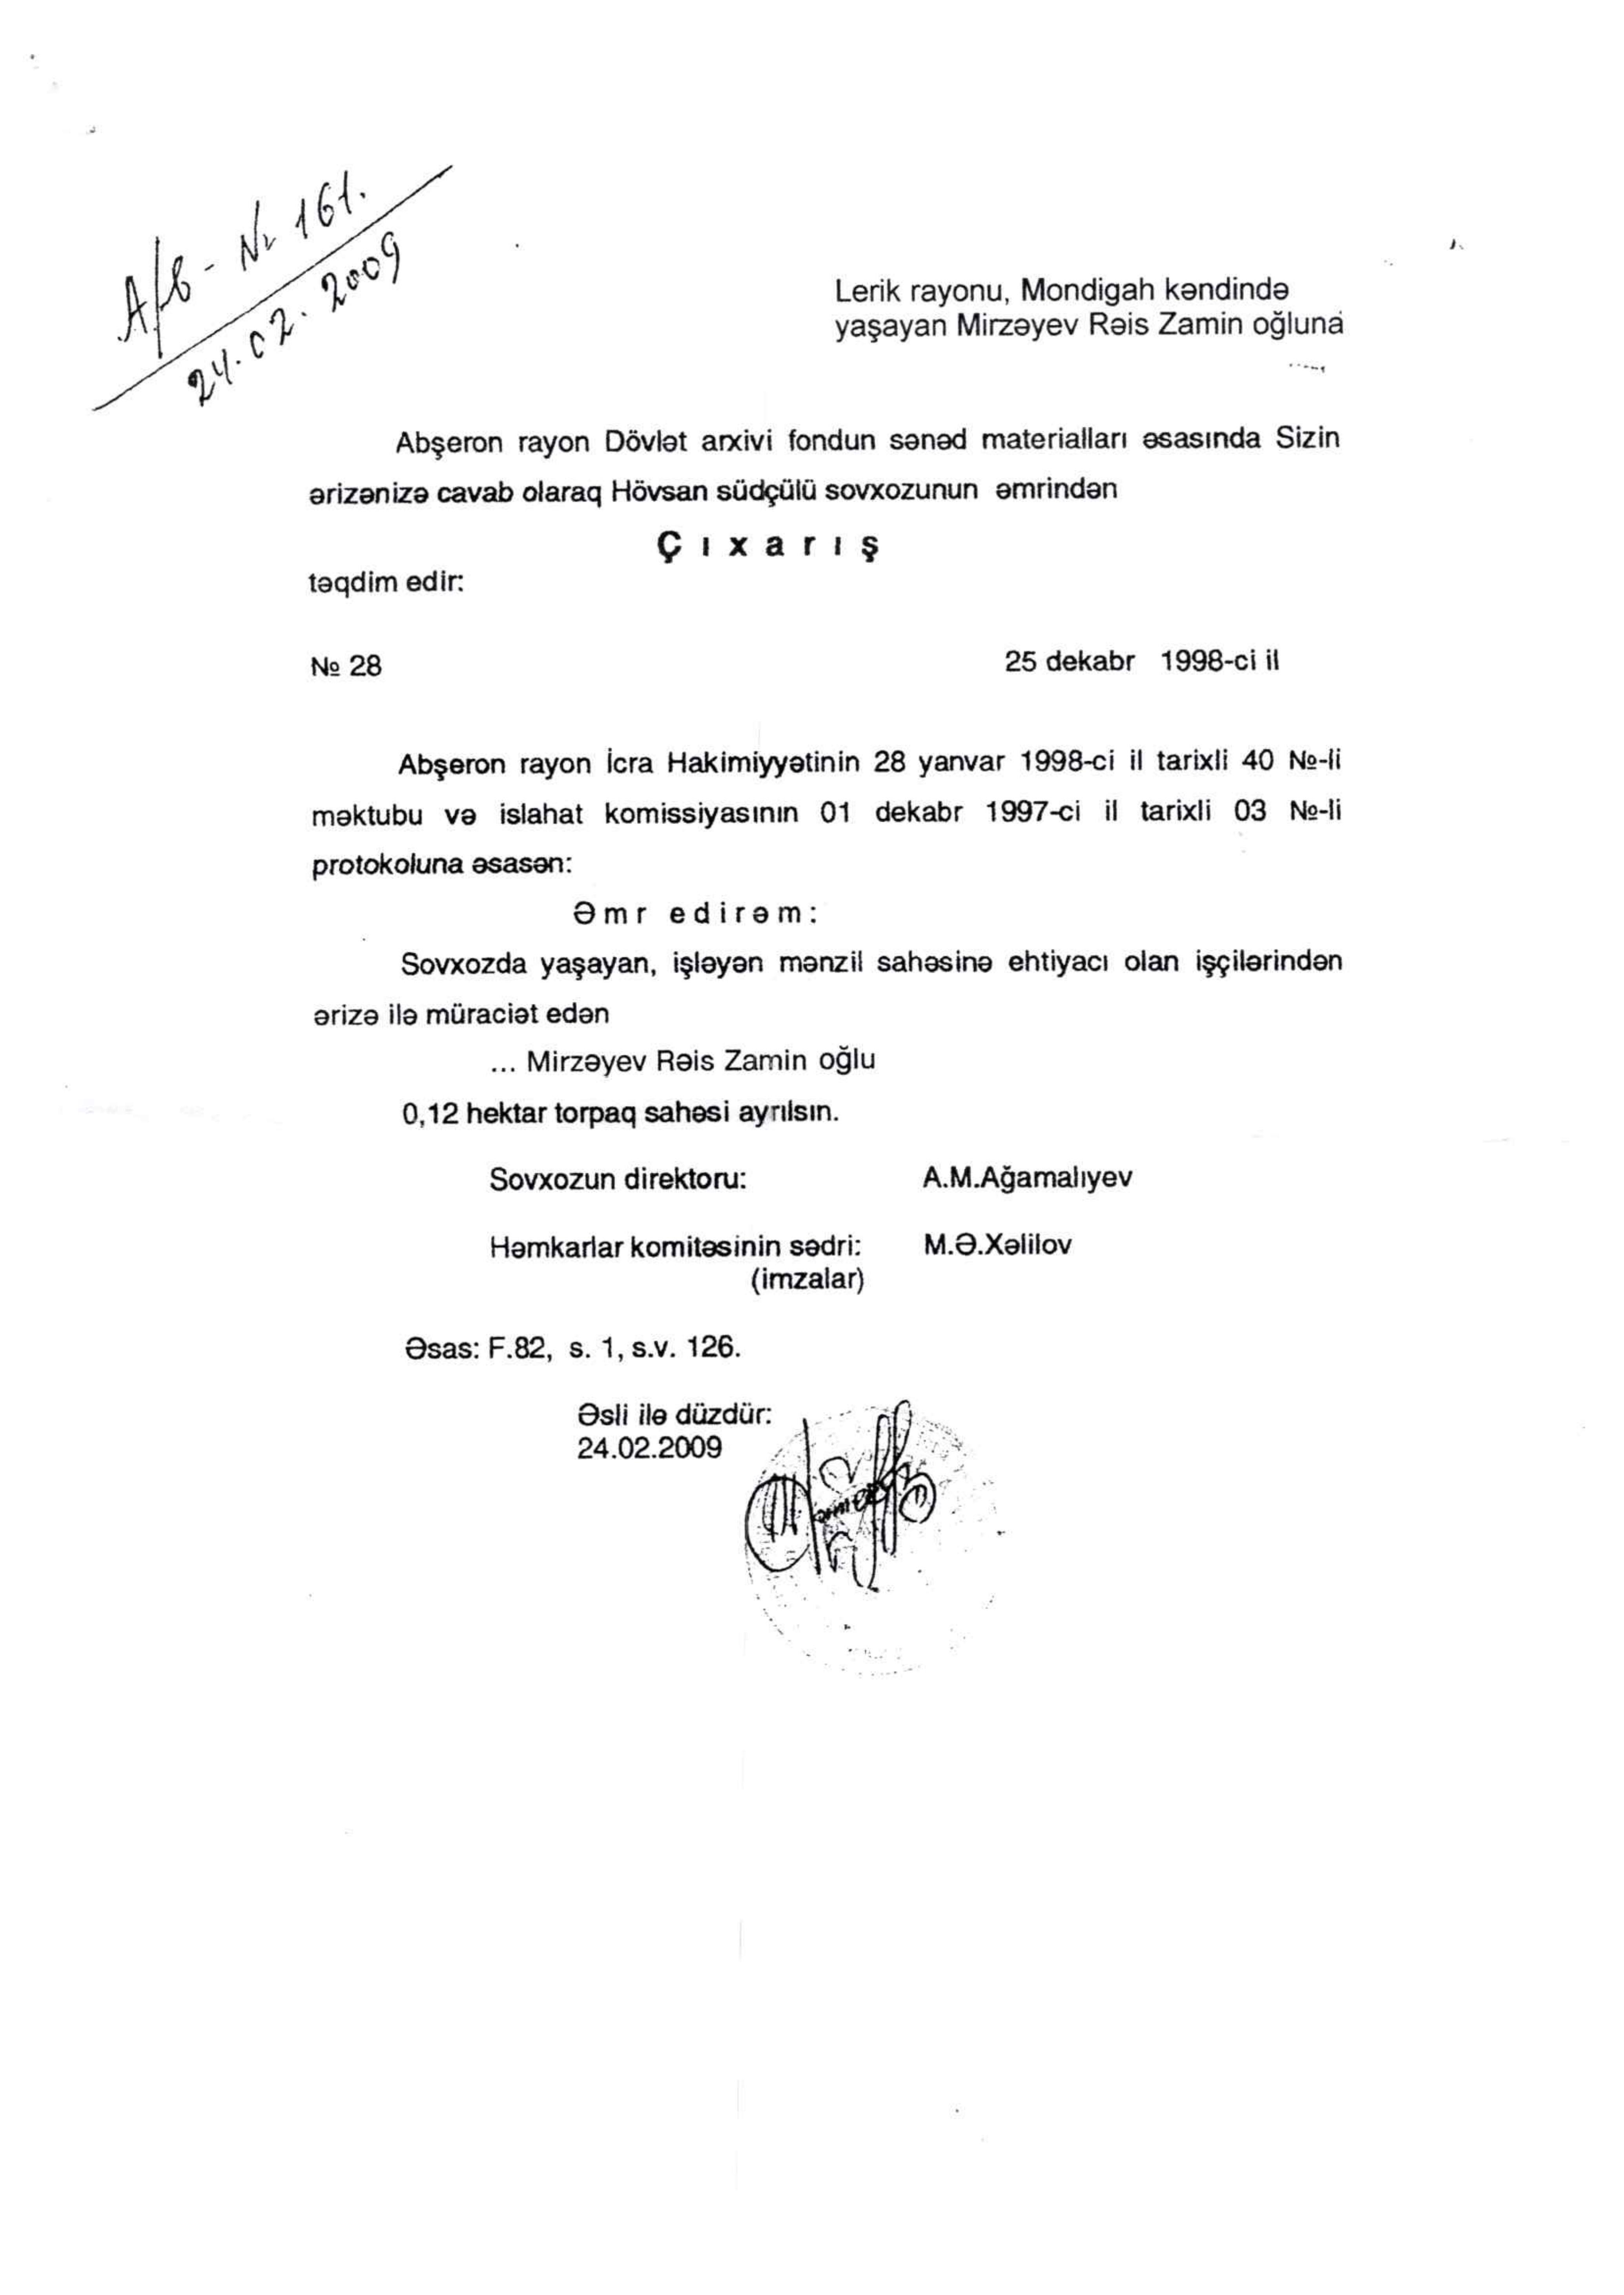 A/B - № 161.
24.02.2009
Lerik rayonu, Mondigah kəndində
yaşayan Mirzəyev Rəis Zamin oğluna
Abşeron rayon Dövlət arxivi fondun sənəd materialları əsasında Sizin
ərizənizə cavab olaraq Hövsan südçülü sovxozunun əmrindən
Çıxarış
təqdim edir:
№ 28 25 dekabr 1998-ci il
Abşeron rayon İcra Hakimiyyətinin 28 yanvar 1998-ci il tarixli 40 №-li
məktubu və islahat komissiyasının 01 dekabr 1997-ci il tarixli 03 №-li
protokoluna əsasən:
Əmr edirəm:
Sovxozda yaşayan, işləyən mənzil sahəsinə ehtiyacı olan işçilərindən
ərizə ilə müraciət edən
... Mirzəyev Rəis Zamin oğlu
0,12 hektar torpaq sahəsi ayrılsın.
Sovxozun direktoru: A.M.Ağamalıyev
Həmkarlar komitəsinin sədri: M.Ə.Xəlilov
(imzalar)
Əsas: F.82, s. 1, s.v. 126.
Əsli ilə düzdür:
24.02.2009